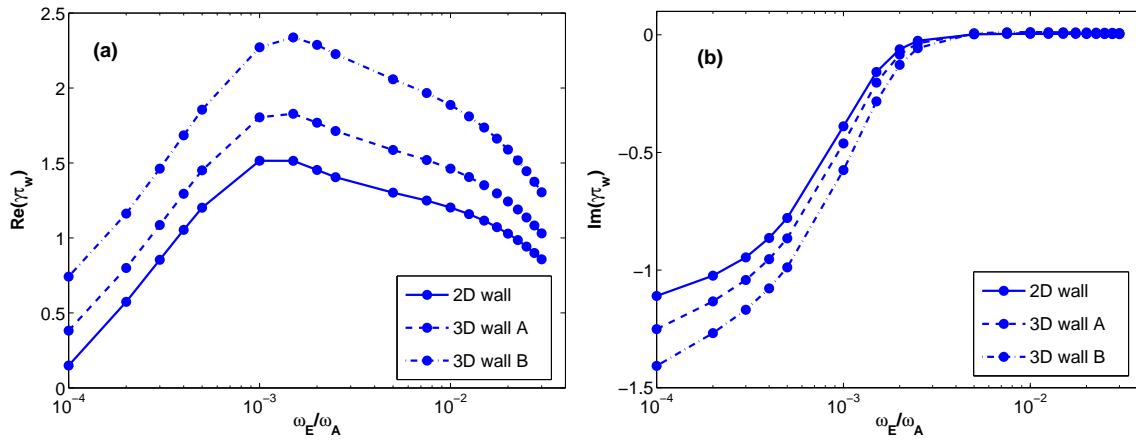 2.5
2
1.5
1
0.5
0
Re(γτw)
(a)
2D wall
3D wall A
3D wall B
10−4
10−3
10−2
ωE/ωA
0
−0.5
−1
−1.5
Im(γτw)
(b)
2D wall
3D wall A
3D wall B
10−4
10−3
10−2
ωE/ωA